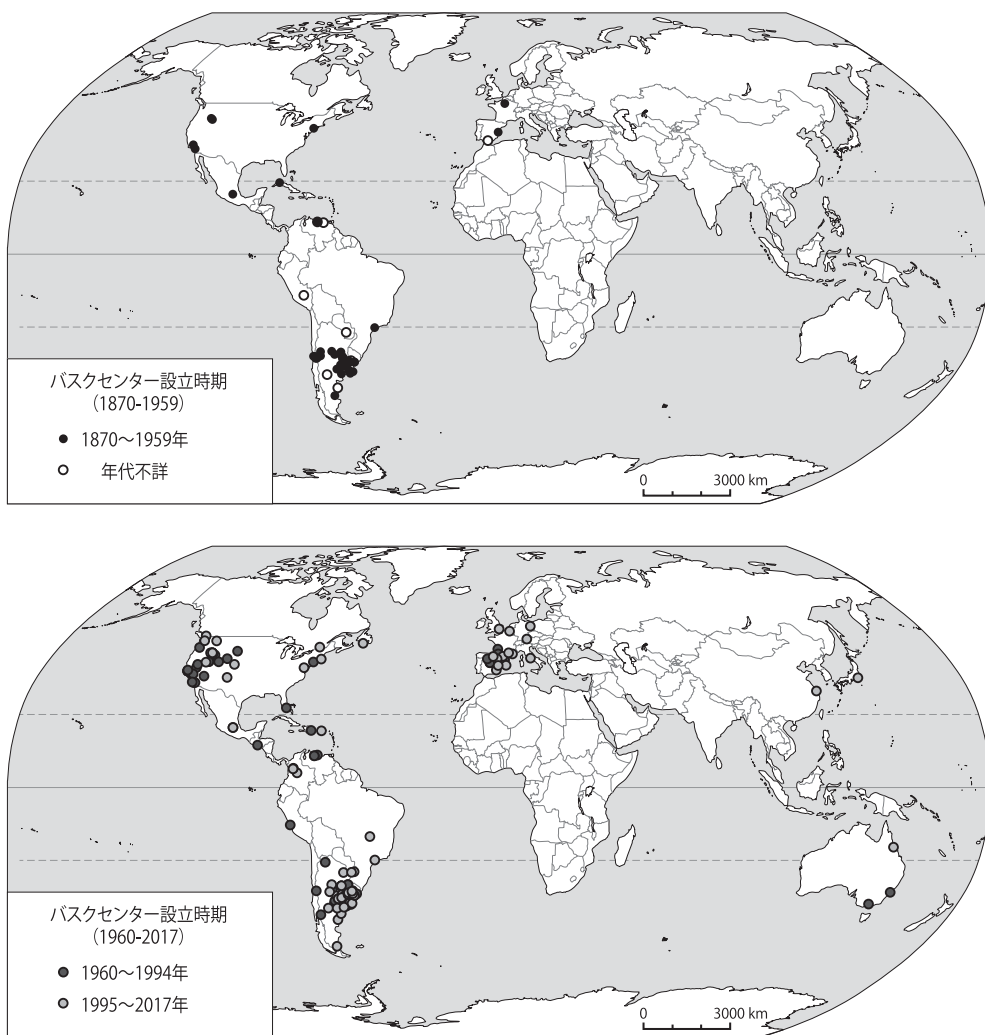 バスクセンター設立時期
(1870-1959)
1870〜1959年
年代不詳
0 3000 km
バスクセンター設立時期
(1960-2017)
1960〜1994年
1995〜2017年
0 3000 km